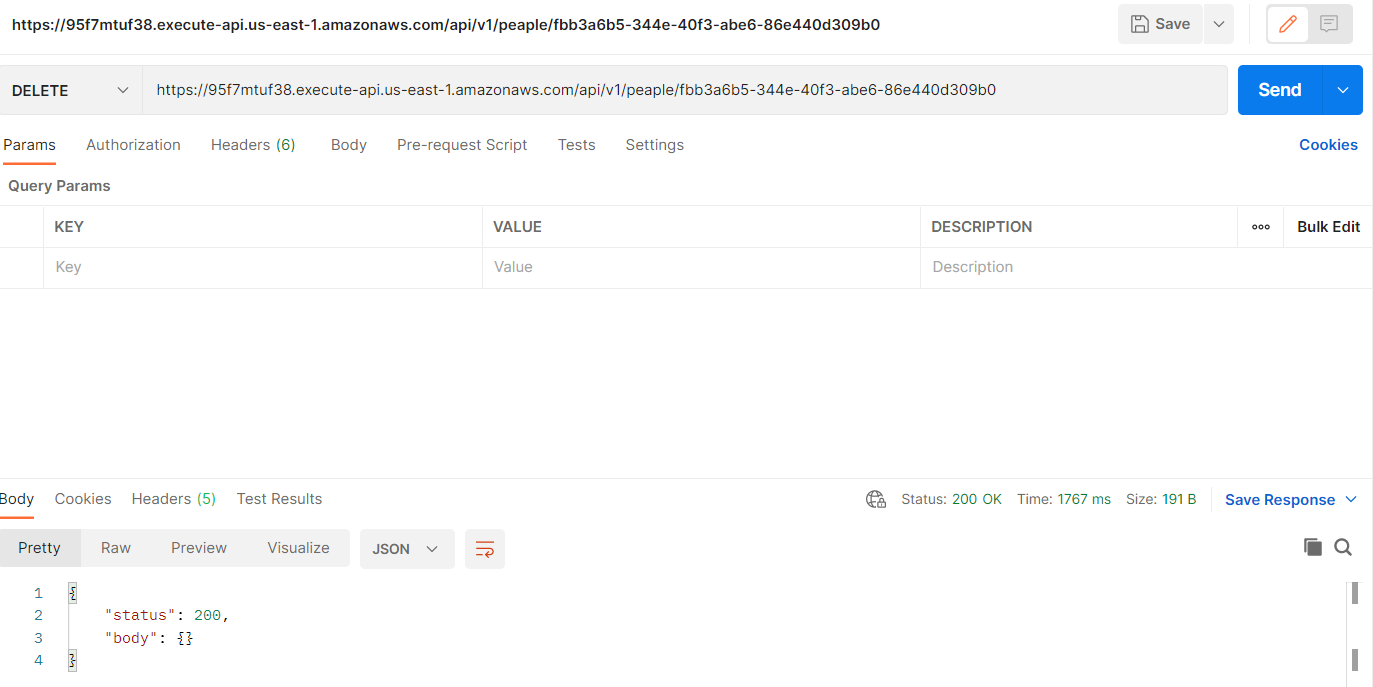 https://95f7mtuf38.execute-api.us-east-1.amazonaws.com/api/v1/peaple/fbb3a6b5-344e-40f3-abe6-86e440d309b0 Save
DELETE https://95f7mtuf38.execute-api.us-east-1.amazonaws.com/api/v1/peaple/fbb3a6b5-344e-40f3-abe6-86e440d309b0 Send
Params Authorization Headers (6) Body Pre-request Script Tests Settings Cookies
Query Params
KEY VALUE DESCRIPTION ooo Bulk Edit
Key Value Description
Body Cookies Headers (5) Test Results Status: 200 OK Time: 1767 ms Size: 191 B Save Response
Pretty Raw Preview Visualize JSON
1 {
2 "status": 200,
3 "body": {}
4 }